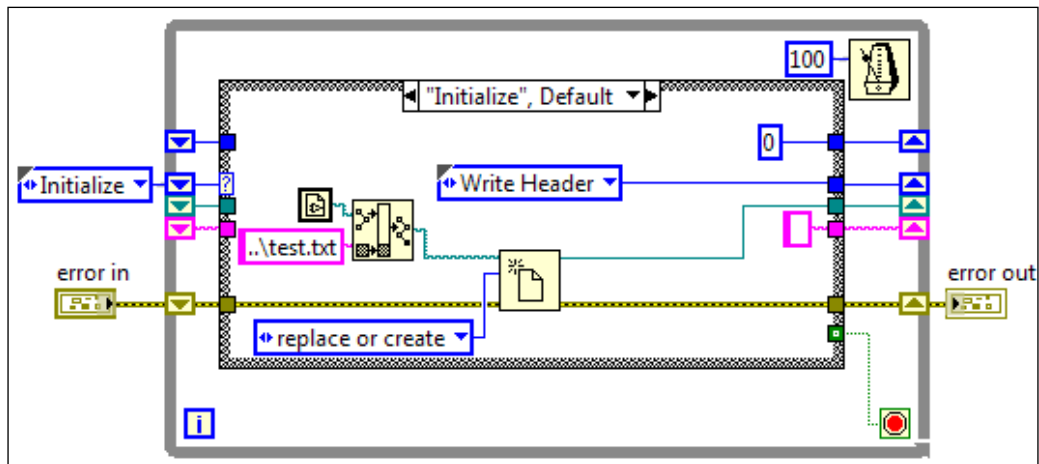 100
"Initialize", Default
0
Initialize
Write Header
?
..\test.txt
error in
error out
replace or create
i